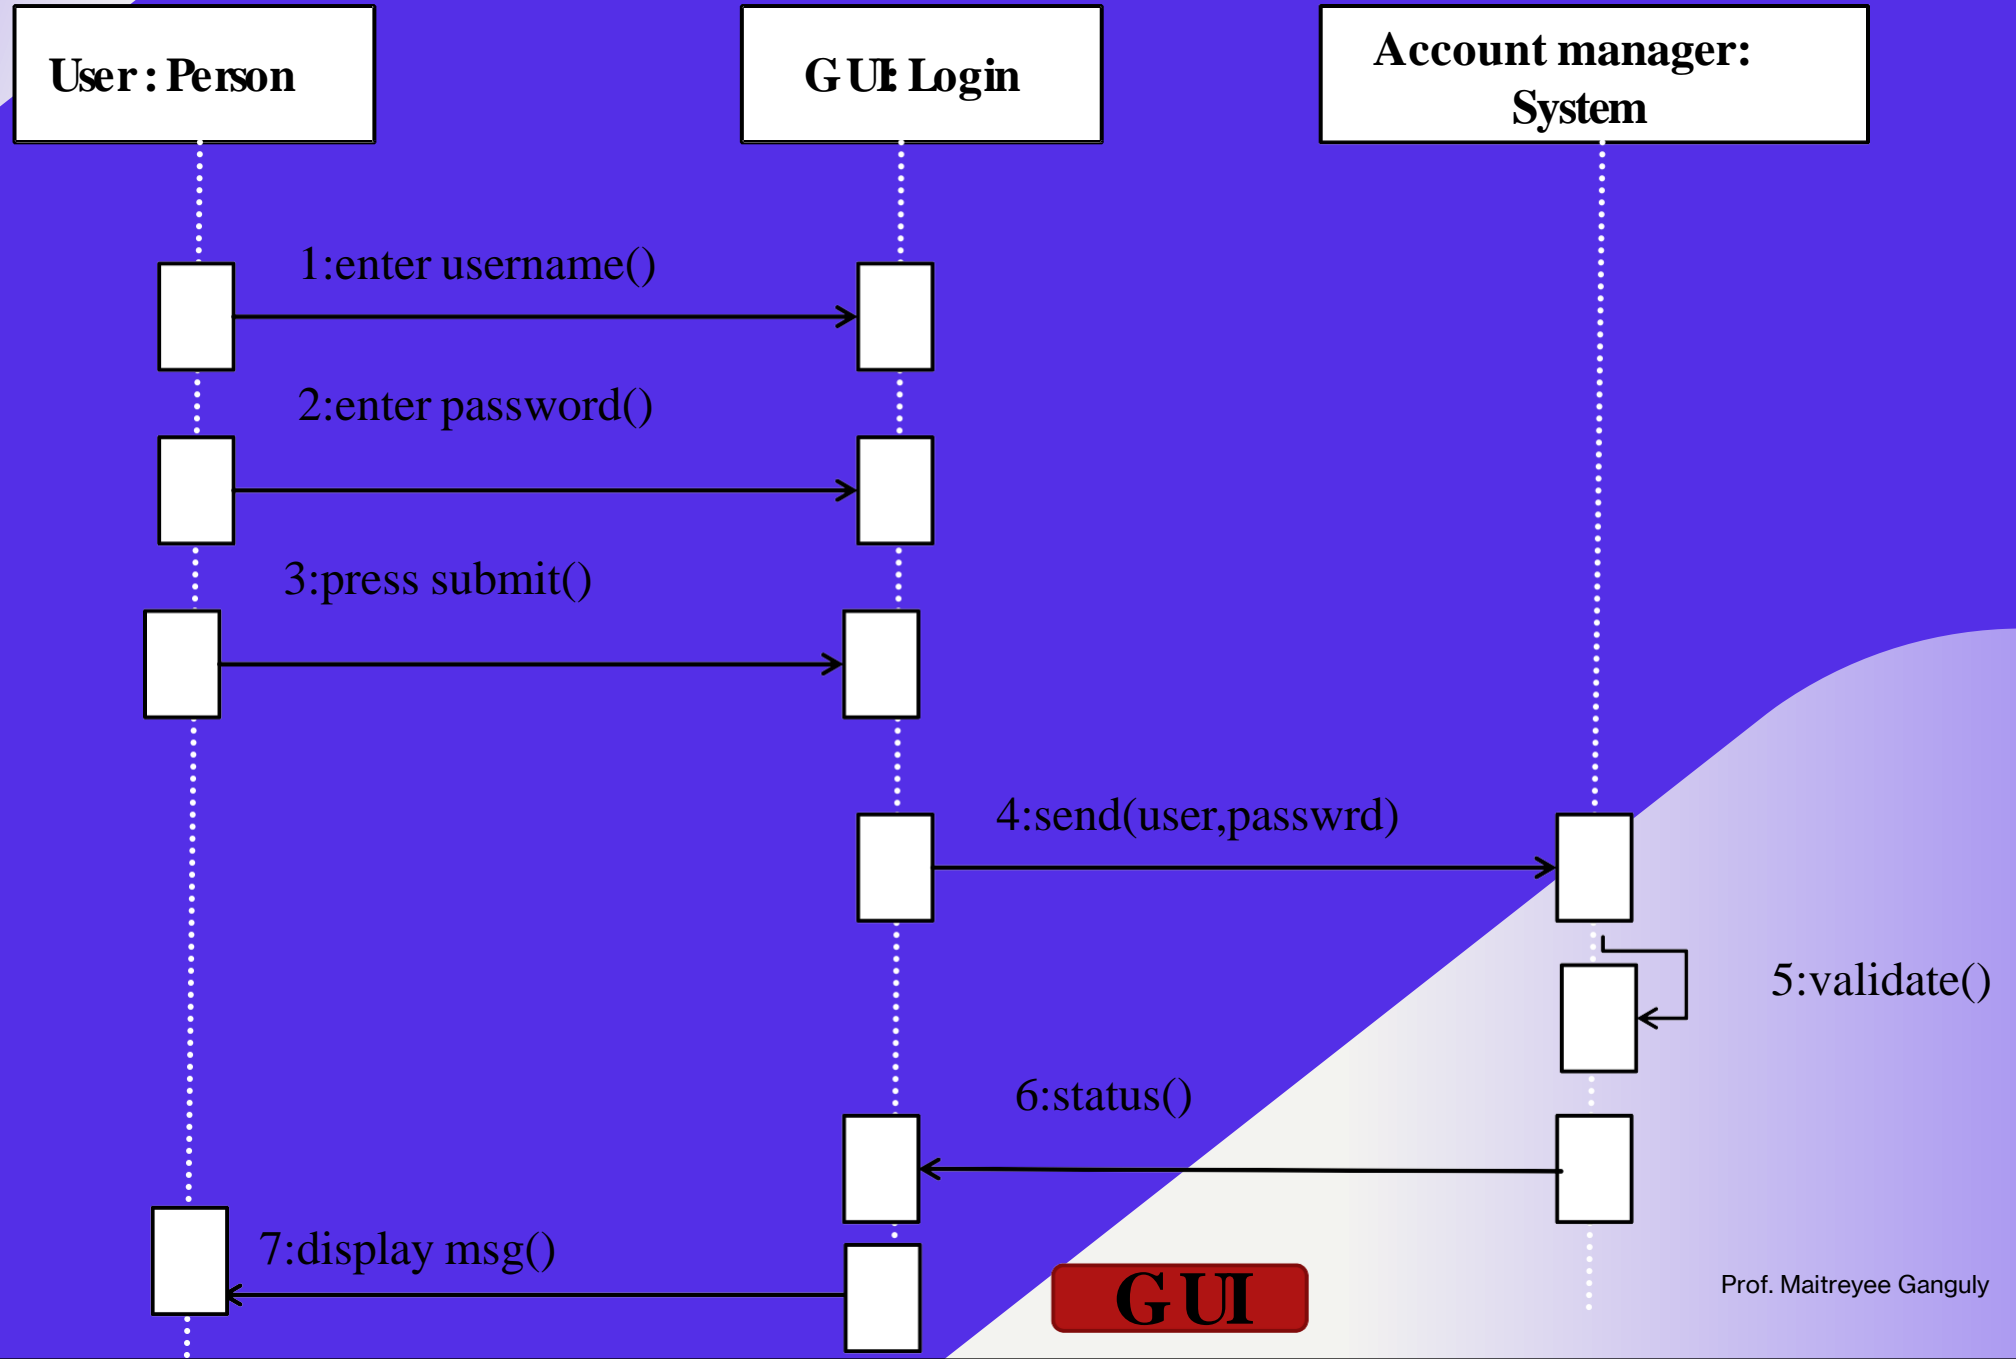 User : Person
GUI: Login
Account manager:
System
1:enter username()
2:enter password()
3:press submit()
4:send(user,passwrd)
5:validate()
6:status()
7:display msg()
GUI
Prof. Maitreyee Ganguly